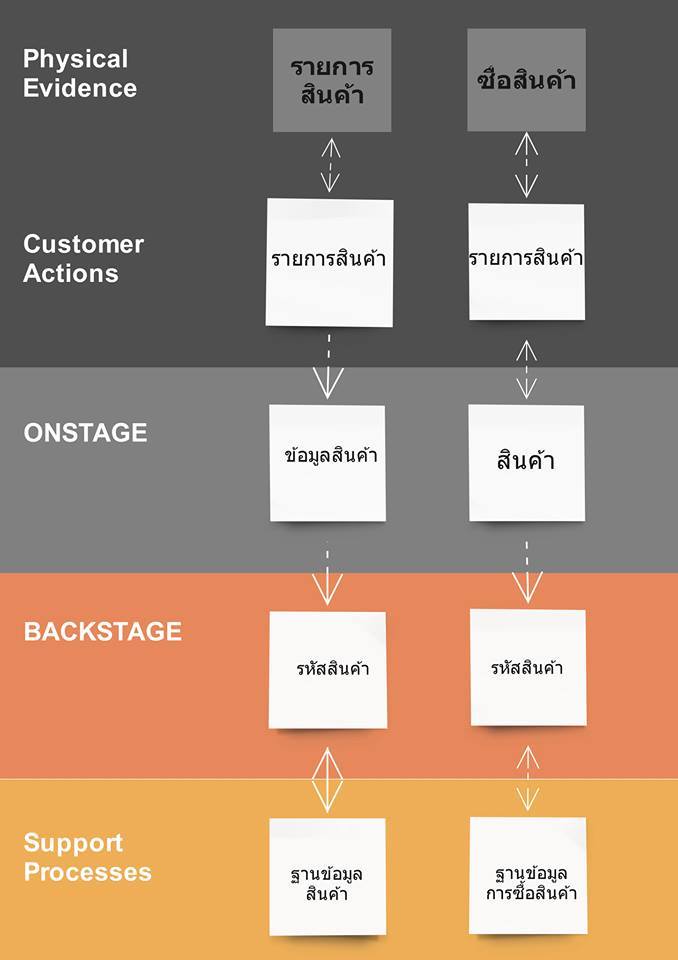 Physical
Evidence
รายการ
สินค้า
ซื่อสินค้า
Customer
Actions
รายการสินค้า
รายการสินค้า
ONSTAGE
ข้อมูลสินค้า
สินค้า
BACKSTAGE
รหัสสินค้า
รหัสสินค้า
Support
Processes
ฐานข้อมูล
สินค้า
ฐานข้อมูล
การซื้อสินค้า